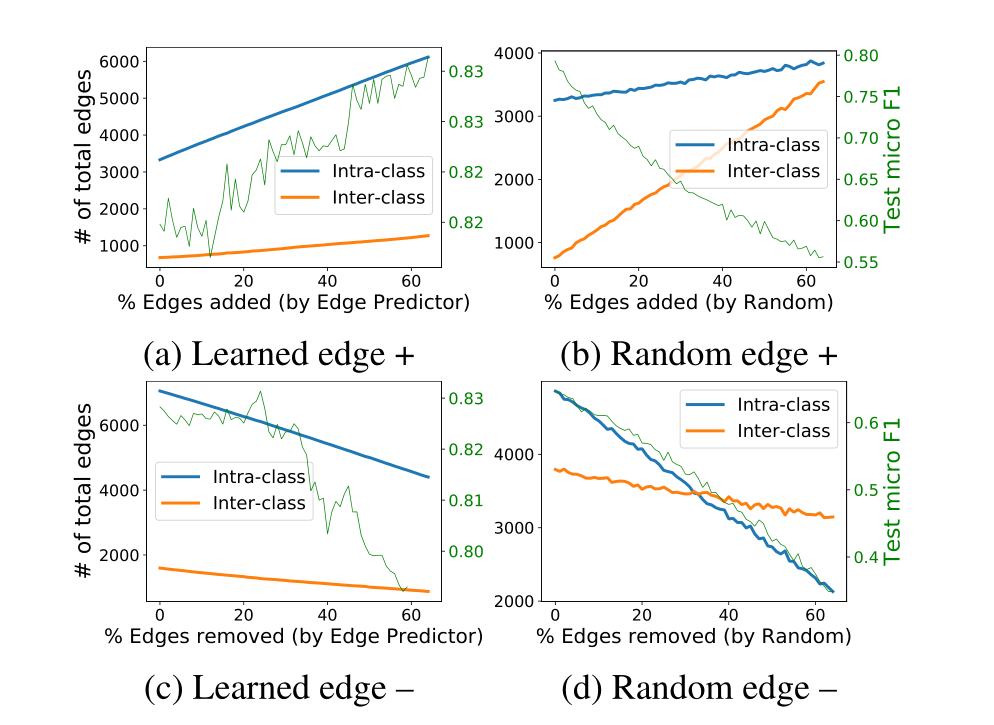 # of total edges
6000
5000
4000
3000
2000
1000
0.83
0.83
0.82
0.82
Intra-class
Inter-class
0 20 40 60
% Edges added (by Edge Predictor)
(a) Learned edge +
4000
3000
2000
1000
0.80
0.75
0.70
0.65
0.60
0.55
Test micro F1
Intra-class
Inter-class
0 20 40 60
% Edges added (by Random)
(b) Random edge +
# of total edges
6000
4000
2000
0.83
0.82
0.81
0.80
Intra-class
Inter-class
0 20 40 60
% Edges removed (by Edge Predictor)
(c) Learned edge –
4000
3000
2000
0.6
0.5
0.4
Test micro F1
Intra-class
Inter-class
0 20 40 60
% Edges removed (by Random)
(d) Random edge –